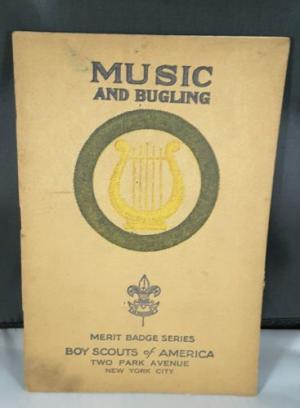 MUSIC
AND BUGLING
MERIT BADGE SERIES
BOY SCOUTS of AMERICA
TWO PARK AVENUE
NEW YORK CITY